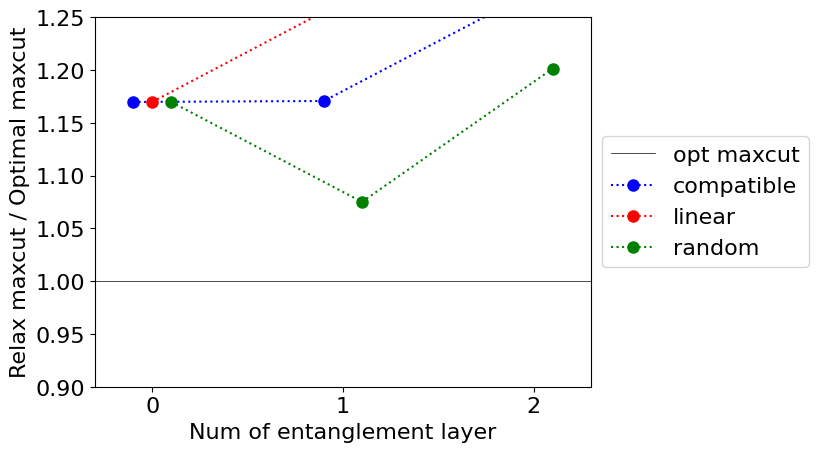 1.25
1.20
1.15
1.10
1.05
1.00
0.95
0.90
Relax maxcut / Optimal maxcut
0 1 2
Num of entanglement layer
opt maxcut
compatible
linear
random